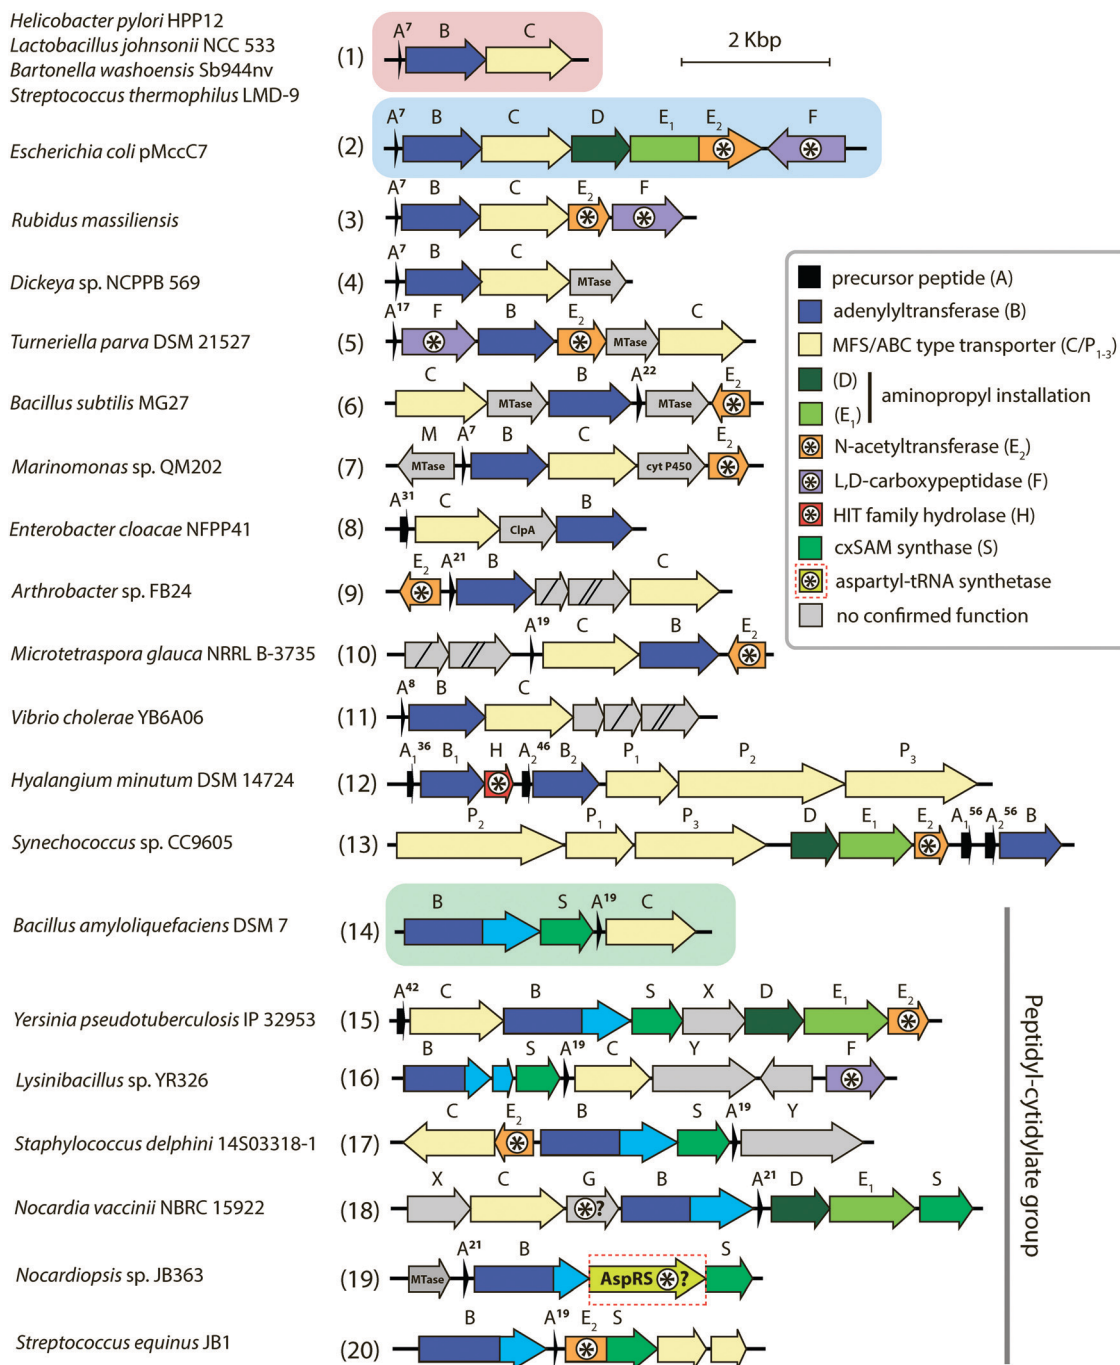 Helicobacter pylori HPP12
Lactobacillus johnsonii NCC 533
Bartonella washoensis Sb944nv
Streptococcus thermophilus LMD-9
(1)
A7 B C
2 Kbp
Escherichia coli pMccC7
(2)
A7 B C D E1 E2 F
Rubidus massiliensis
(3)
A7 B C E2 F
Dickeya sp. NCPPB 569
(4)
A7 B C
MTase
Turneriella parva DSM 21527
(5)
A17 F B E2 C
MTase
Bacillus subtilis MG27
(6)
C B A22 E2
MTase MTase
Marinomonas sp. QM202
(7)
M A7 B C E2
MTase cyt P450
Enterobacter cloacae NFPP41
(8)
A31 C B
ClpA
Arthrobacter sp. FB24
(9)
E2 A21 B C
Microtetraspora glauca NRRL B-3735
(10)
A19 C B E2
Vibrio cholerae YB6A06
(11)
A8 B C
Hyalangium minutum DSM 14724
(12)
A1 36 B1 H A2 46 B2 P1 P2 P3
Synechococcus sp. CC9605
(13)
P2 P1 P3 D E1 E2 A1 56 A2 56 B
precursor peptide (A)
adenylyltransferase (B)
MFS/ABC type transporter (C/P1-3)
(D)
aminopropyl installation
(E1)
N-acetyltransferase (E2)
L,D-carboxypeptidase (F)
HIT family hydrolase (H)
cxSAM synthase (S)
aspartyl-tRNA synthetase
no confirmed function
Bacillus amyloliquefaciens DSM 7
(14)
B S A19 C
Yersinia pseudotuberculosis IP 32953
(15)
A42 C B S X D E1 E2
Lysinibacillus sp. YR326
(16)
B S A19 C Y F
Staphylococcus delphini 14S03318-1
(17)
C E2 B S A19 Y
Nocardia vaccinii NBRC 15922
(18)
X C G B A21 D E1 S
?
Nocardiopsis sp. JB363
(19)
A21 B S
MTase AspRS ?
Streptococcus equinus JB1
(20)
B A19 E2 S
Peptidyl-cytidylate group